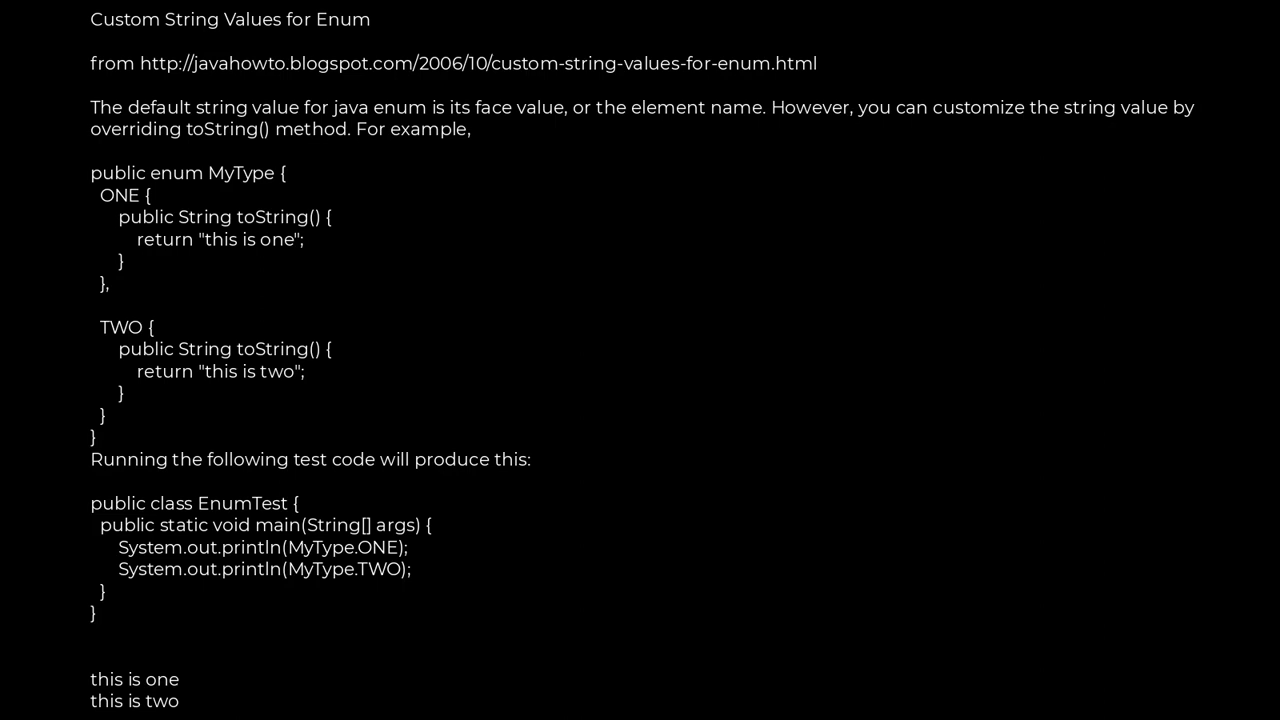 Custom String Values for Enum
from http://javahowto.blogspot.com/2006/10/custom-string-values-for-enum.html
The default string value for java enum is its face value, or the element name. However, you can customize the string value by
overriding toString() method. For example,
public enum MyType {
  ONE {
      public String toString() {
          return "this is one";
      }
  },
  TWO {
      public String toString() {
          return "this is two";
      }
  }
}
Running the following test code will produce this:
public class EnumTest {
  public static void main(String[] args) {
      System.out.println(MyType.ONE);
      System.out.println(MyType.TWO);
  }
}
this is one
this is two